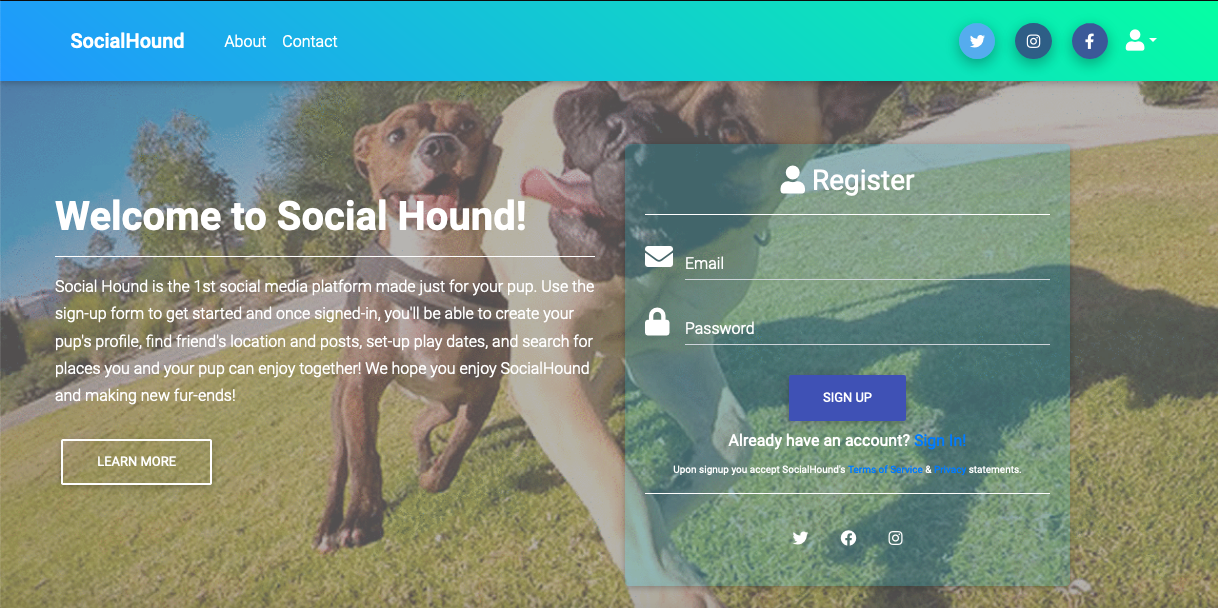 SocialHound About Contact
Welcome to Social Hound!
Social Hound is the 1st social media platform made just for your pup. Use the
sign-up form to get started and once signed-in, you'll be able to create your
pup's profile, find friend's location and posts, set-up play dates, and search for
places you and your pup can enjoy together! We hope you enjoy SocialHound
and making new fur-ends!
LEARN MORE
Register
Email
Password
SIGN UP
Already have an account? Sign In!
Upon signup you accept SocialHound's Terms of Service & Privacy statements.